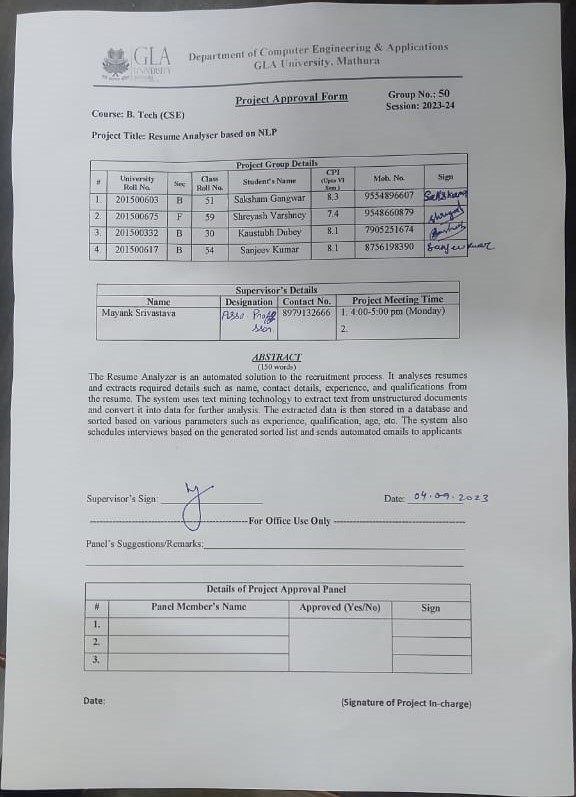 GLA
UNIVERSITY
Department of Computer Engineering & Applications
GLA University, Mathura
Project Approval Form
Group No.: 50
Session: 2023-24
Course: B. Tech (CSE)
Project Title: Resume Analyser based on NLP
Project Group Details
# University Roll No. Sec Class Roll No. Student's Name CPI (Upto VI Sem) Mob. No. Sign
1. 201500603 B 51 Saksham Gangwar 8.3 9554896607 Saksham
2. 201500675 F 59 Shreyash Varshney 7.4 9548660879
3. 201500332 B 30 Kaustubh Dubey 8.1 7905251674
4. 201500617 B 54 Sanjeev Kumar 8.1 8756198390 Sanjeev Kumar
Supervisor's Details
Name Designation Contact No. Project Meeting Time
Mayank Srivastava Asso. Proffssor 8979132666 1. 4:00-5:00 pm (Monday)
2.
ABSTRACT
(150 words)
The Resume Analyzer is an automated solution to the recruitment process. It analyses resumes
and extracts required details such as name, contact details, experience, and qualifications from
the resume. The system uses text mining technology to extract text from unstructured documents
and convert it into data for further analysis. The extracted data is then stored in a database and
sorted based on various parameters such as experience, qualification, age, etc. The system also
schedules interviews based on the generated sorted list and sends automated emails to applicants
Supervisor's Sign: Date: 04.09.2023
For Office Use Only
Panel's Suggestions/Remarks:
Details of Project Approval Panel
# Panel Member's Name Approved (Yes/No) Sign
1.
2.
3.
Date: (Signature of Project In-charge)